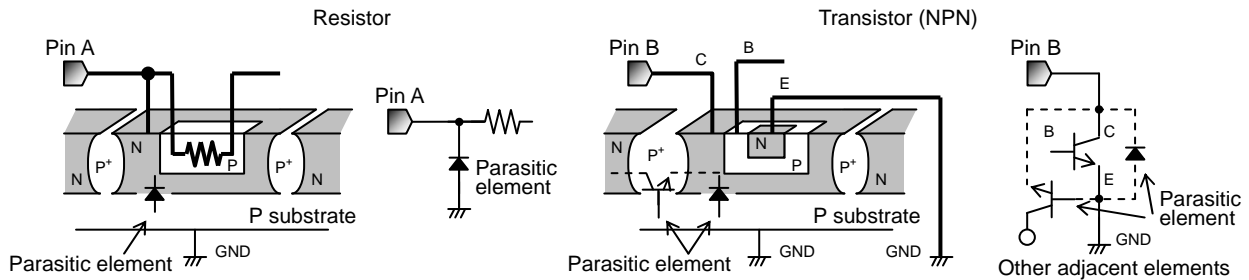 Resistor
Transistor (NPN)
Pin A
Pin B
C
B
E
Pin B
Pin A
N
P+
N
P
P+
N
Parasitic
element
N
P+
N
P
P+
N
B
C
E
Parasitic
element
P substrate
P substrate
Parasitic element
GND
Parasitic element
GND
GND
GND
Other adjacent elements